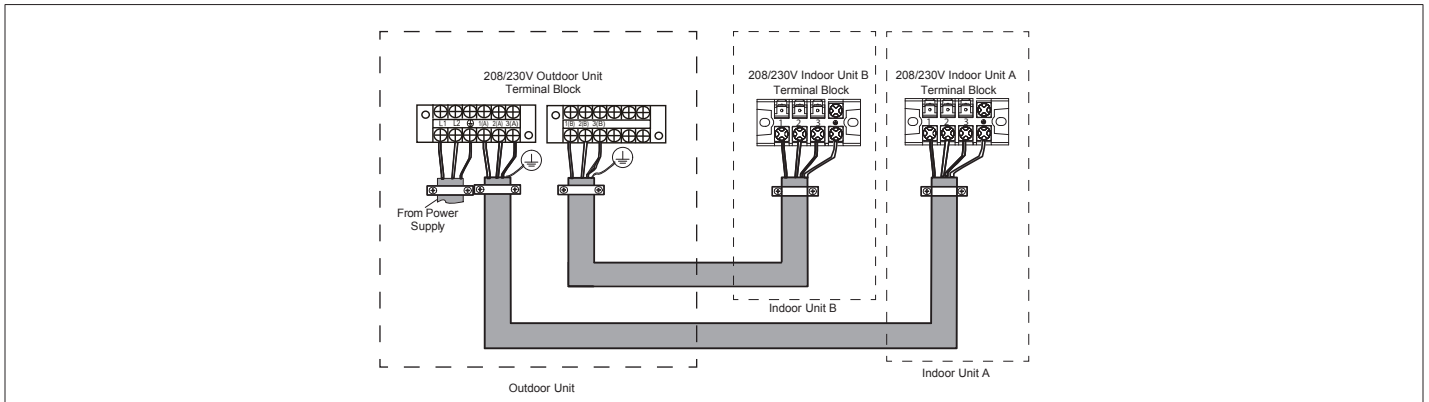 208/230V Outdoor Unit
Terminal Block
208/230V Indoor Unit B
Terminal Block
208/230V Indoor Unit A
Terminal Block
L1 L2 1(A) 2(A) 3(A)
1(B) 2(B) 3(B)
1 2 3
1 2 3
From Power
Supply
Indoor Unit B
Indoor Unit A
Outdoor Unit